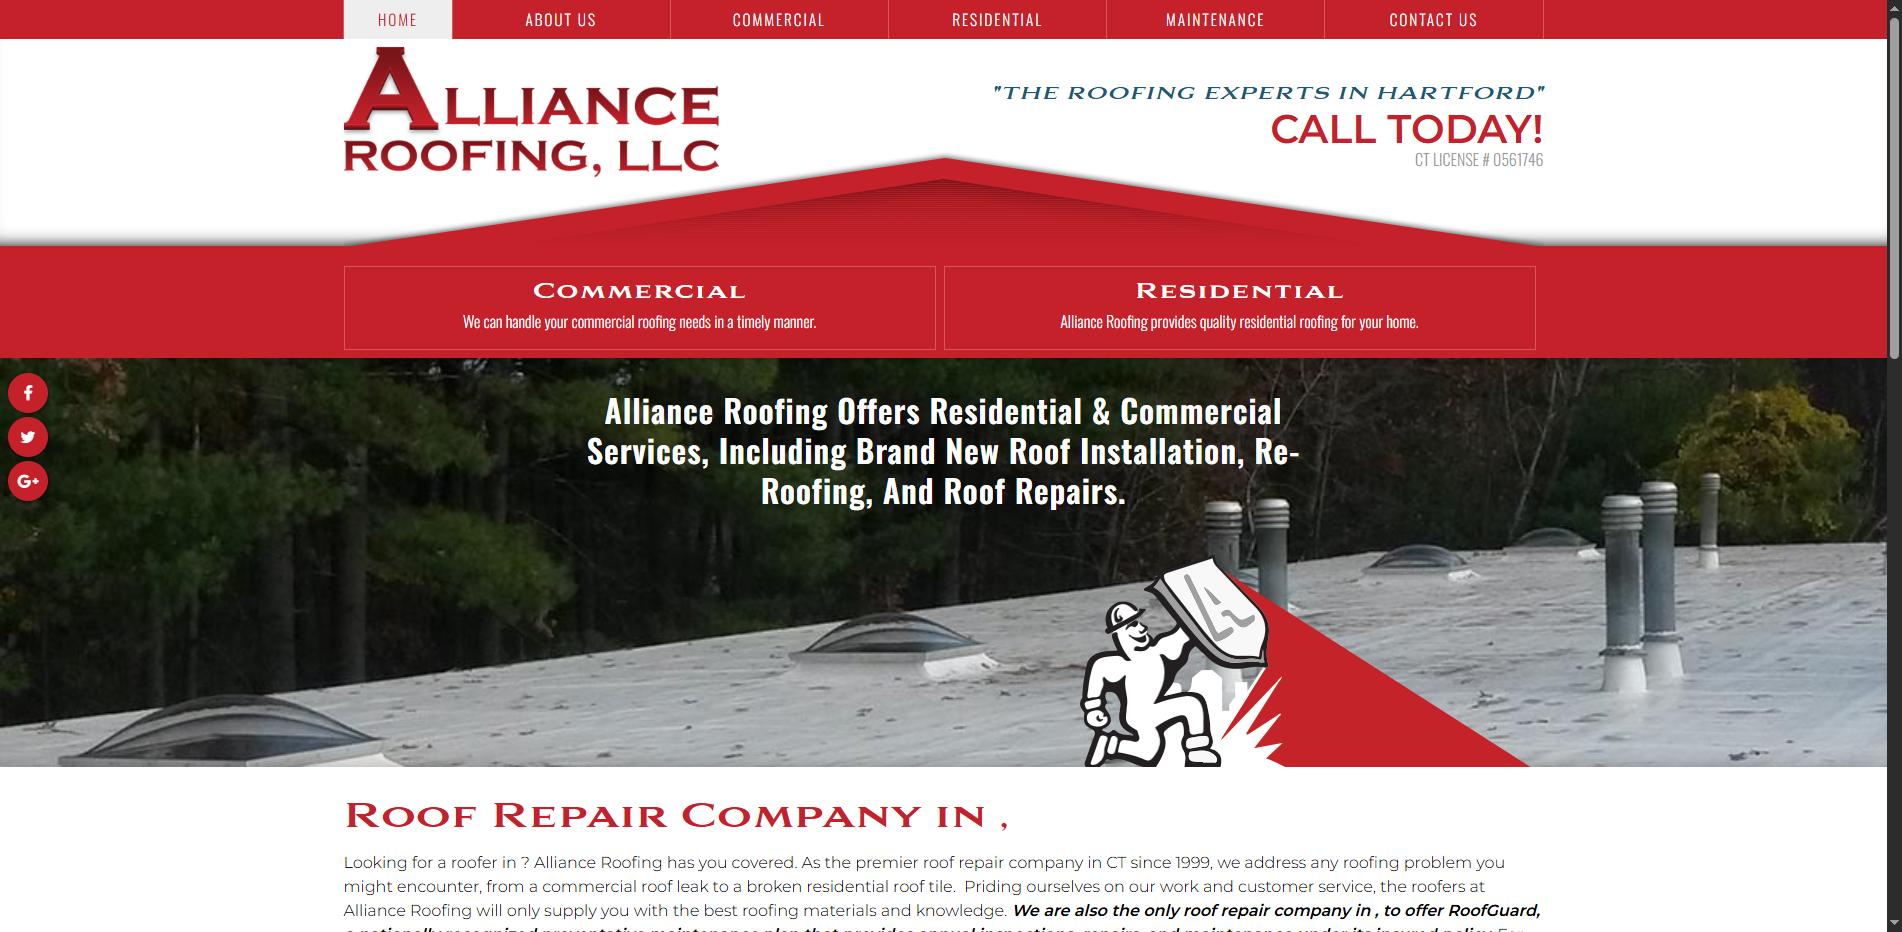 HOME
ABOUT US
COMMERCIAL
RESIDENTIAL
MAINTENANCE
CONTACT US
ALLIANCE
ROOFING, LLC
"THE ROOFING EXPERTS IN HARTFORD"
CALL TODAY!
CT LICENSE # 0561746
Commercial
We can handle your commercial roofing needs in a timely manner.
Residential
Alliance Roofing provides quality residential roofing for your home.
Alliance Roofing Offers Residential & Commercial
Services, Including Brand New Roof Installation, Re-
Roofing, And Roof Repairs.
A
Roof Repair Company in ,
Looking for a roofer in ? Alliance Roofing has you covered. As the premier roof repair company in CT since 1999, we address any roofing problem you
might encounter, from a commercial roof leak to a broken residential roof tile.  Priding ourselves on our work and customer service, the roofers at
Alliance Roofing will only supply you with the best roofing materials and knowledge. We are also the only roof repair company in , to offer RoofGuard,